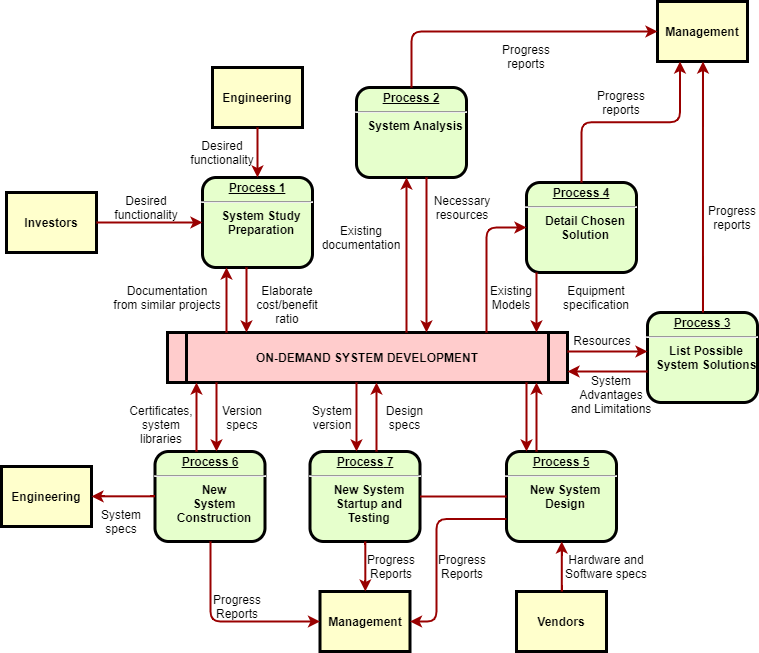 Management
Progress
reports
Process 2
System Analysis
Engineering
Progress
reports
Desired
functionality
Process 1
System Study
Preparation
Process 4
Detail Chosen
Solution
Investors
Desired
functionality
Necessary
resources
Existing
documentation
Progress
reports
Documentation
from similar projects
Elaborate
cost/benefit
ratio
Existing
Models
Equipment
specification
Process 3
List Possible
System Solutions
ON-DEMAND SYSTEM DEVELOPMENT
Resources
System
Advantages
and Limitations
Certificates,
system
libraries
Version
specs
System
version
Design
specs
Process 6
New
System
Construction
Process 7
New System
Startup and
Testing
Process 5
New System
Design
Engineering
System
specs
Progress
Reports
Progress
Reports
Progress
Reports
Hardware and
Software specs
Management
Vendors